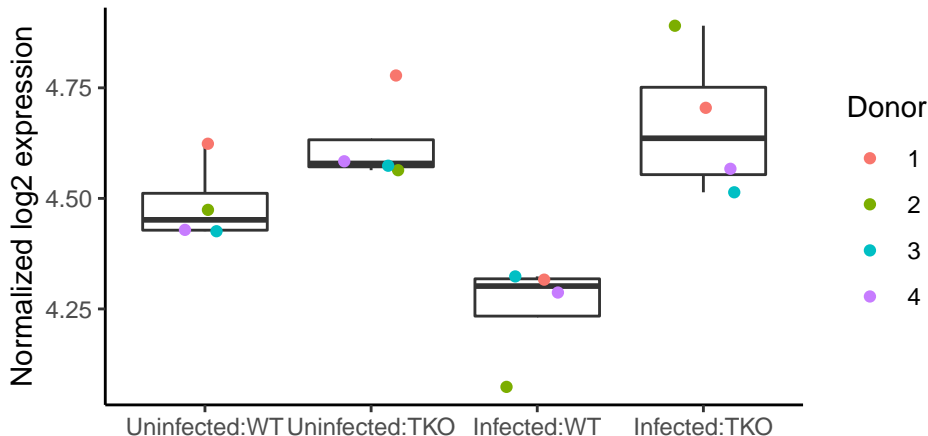 Normalized log2 expression
4.75
4.50
4.25
Uninfected:WT
Uninfected:TKO
Infected:WT
Infected:TKO
Donor
1
2
3
4